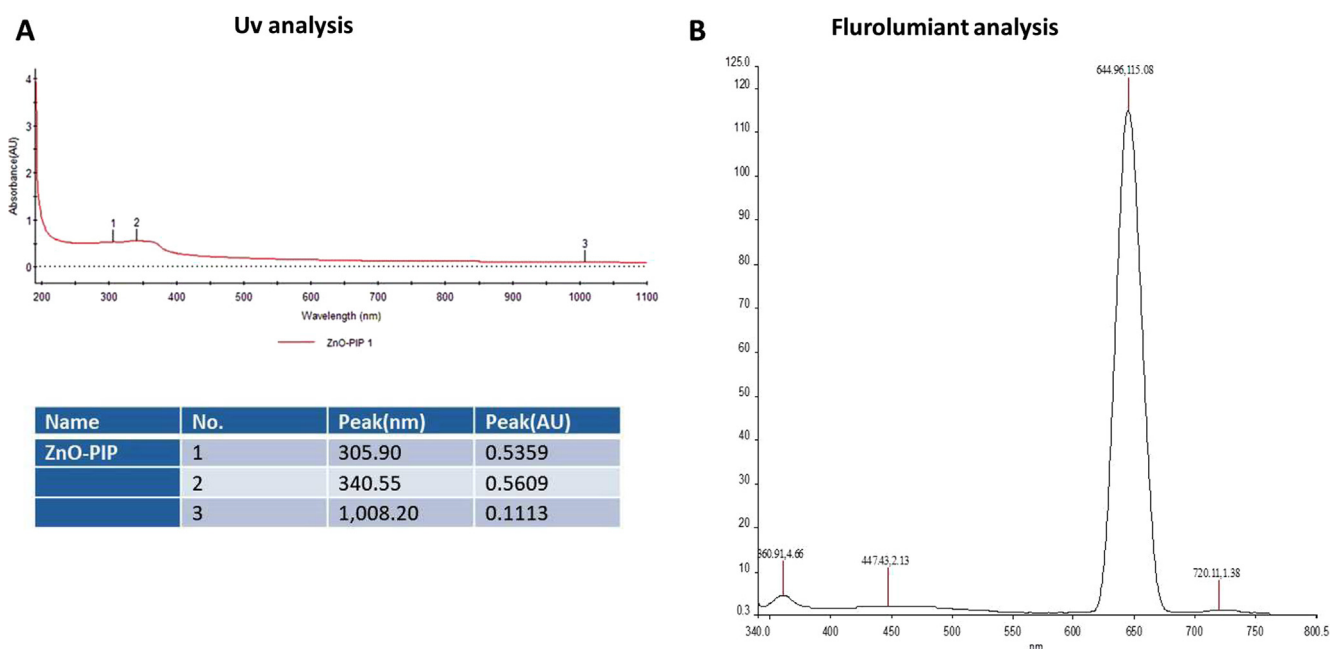 A
Uv analysis
4
3
2
1
0
Absorbance(AU)
1
2
3
200 300 400 500 600 700 800 900 1000 1100
Wavelength (nm)
ZnO-PIP 1
Name No. Peak(nm) Peak(AU)
ZnO-PIP 1 305.90 0.5359
2 340.55 0.5609
3 1,008.20 0.1113
B
Flurolumiant analysis
125.0
120
110
100
90
80
70
60
50
40
30
20
10
0.3
644.96,115.08
360.91,4.66
447.43,2.13
720.11,1.38
340.0 400 450 500 550 600 650 700 750 800.5
nm